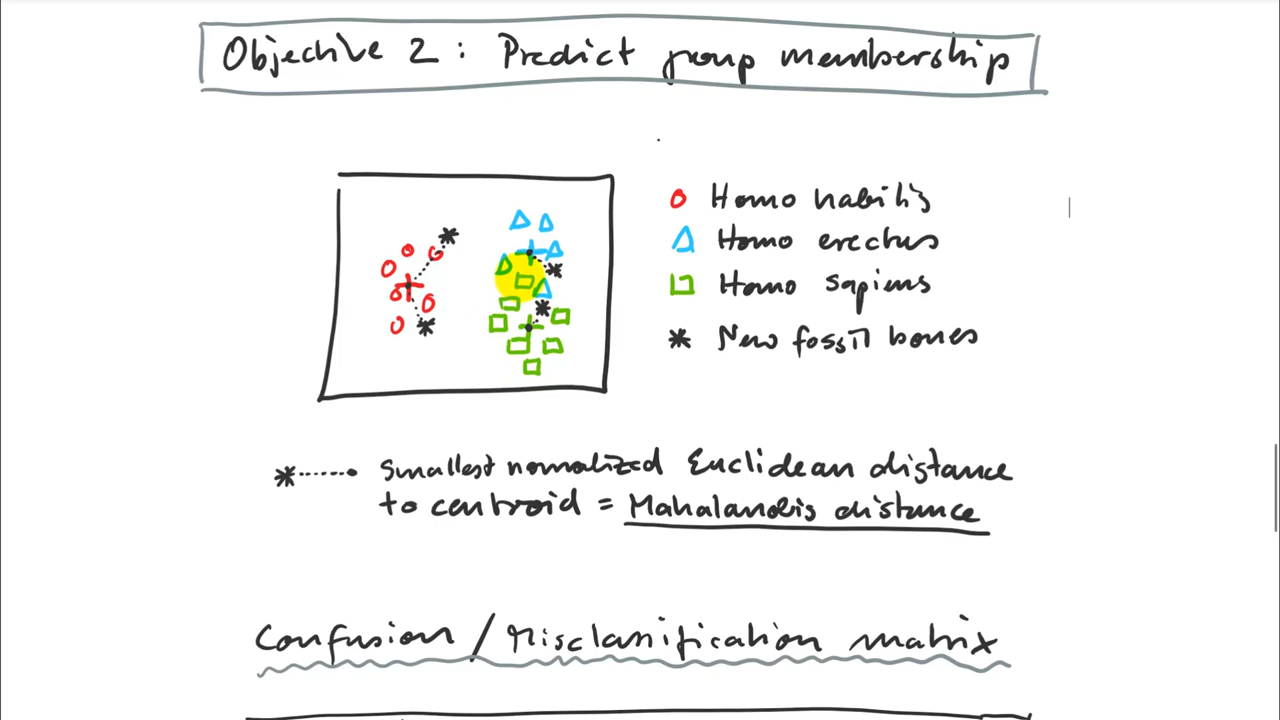 Objective 2 : Predict group membership
Homo habilis
Homo erectus
Homo sapiens
New fossil bones
Smallest normalized Euclidean distance
to centroid = Mahalanobis distance
Confusion / Misclassification matrix